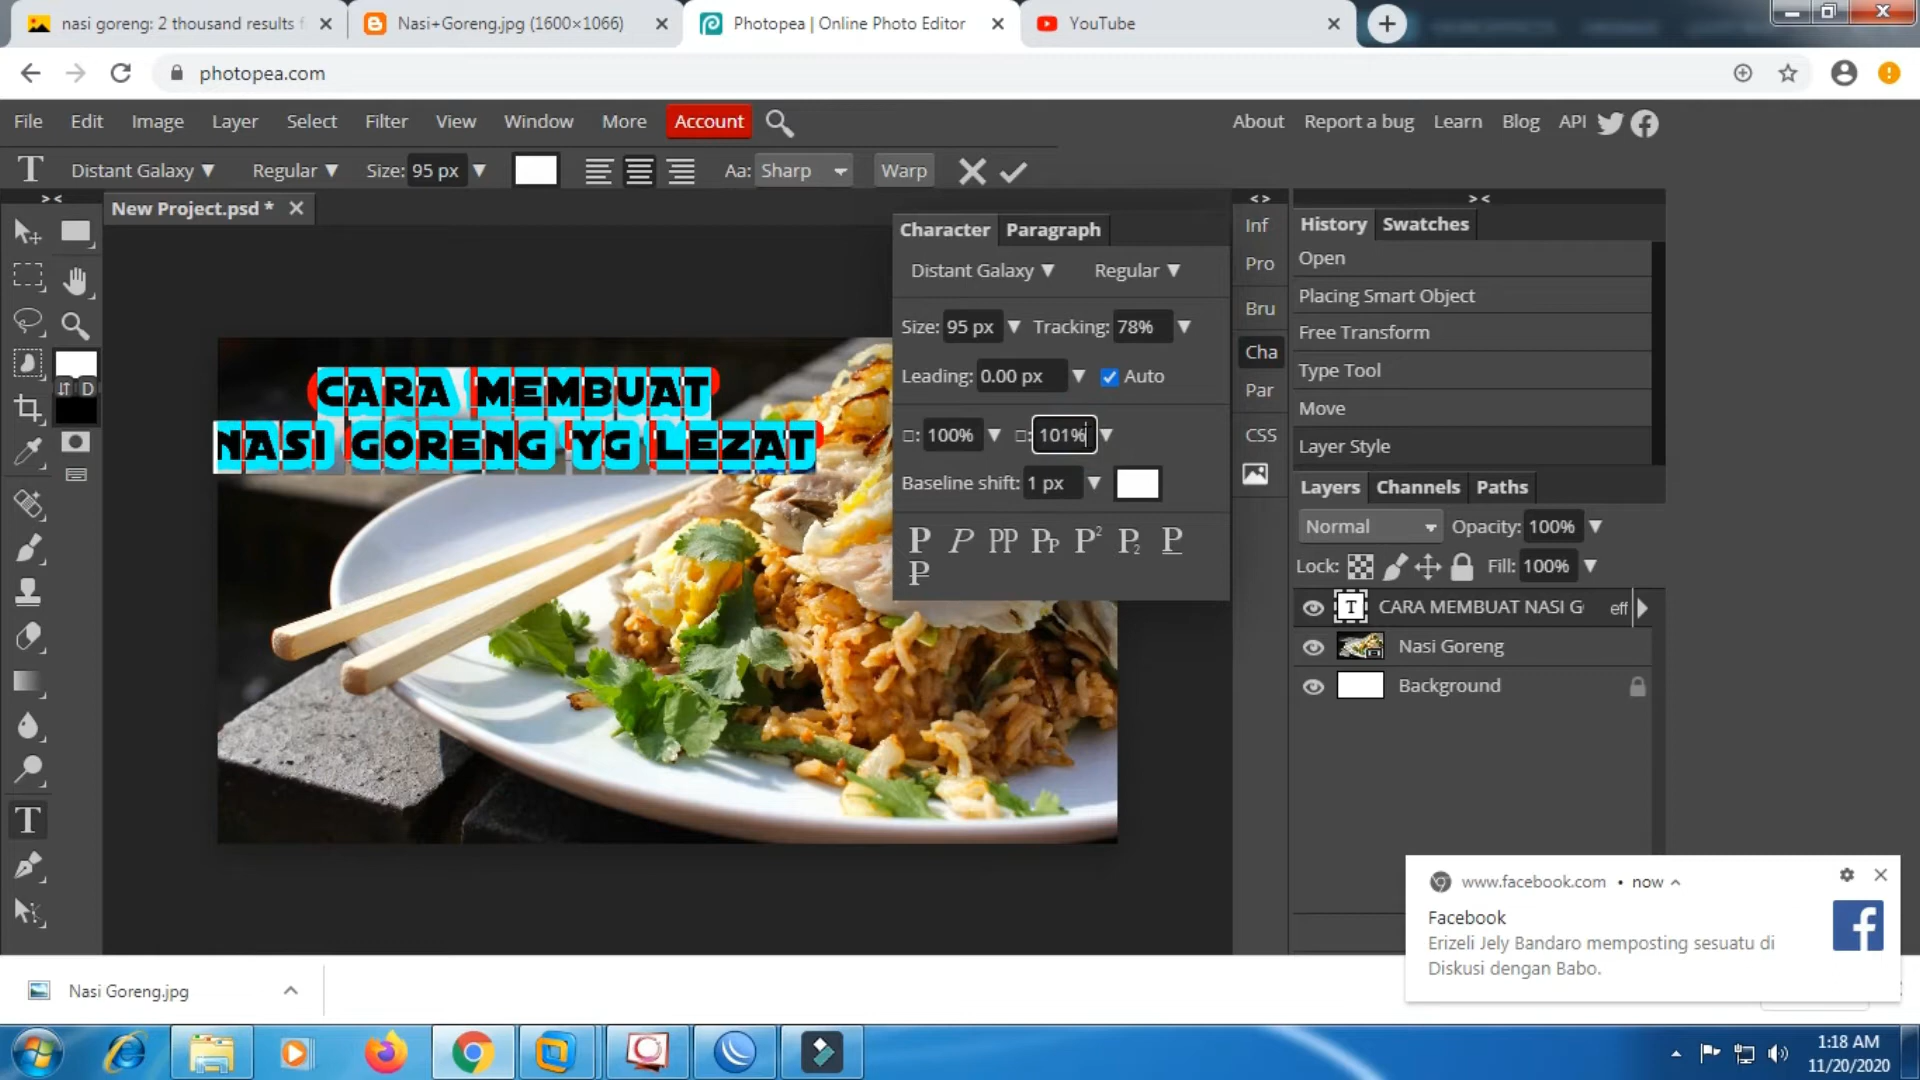 nasi goreng: 2 thousand results f
Nasi+Goreng.jpg (1600×1066)
Photopea | Online Photo Editor
YouTube
photopea.com
File Edit Image Layer Select Filter View Window More Account
About Report a bug Learn Blog API
T Distant Galaxy Regular Size: 95 px Aa: Sharp Warp
New Project.psd *
CARA MEMBUAT
NASI GORENG YG LEZAT
Character Paragraph
Distant Galaxy Regular
Size: 95 px Tracking: 78%
Leading: 0.00 px Auto
100% 101%
Baseline shift: 1 px
P P PP PP P2 P2 P
P
Inf
Pro
Bru
Cha
Par
CSS
History Swatches
Open
Placing Smart Object
Free Transform
Type Tool
Move
Layer Style
Layers Channels Paths
Normal Opacity: 100%
Lock: Fill: 100%
T CARA MEMBUAT NASI G eff
Nasi Goreng
Background
D
T
www.facebook.com • now
Facebook
Erizeli Jely Bandaro memposting sesuatu di
Diskusi dengan Babo.
Nasi Goreng.jpg
1:18 AM
11/20/2020